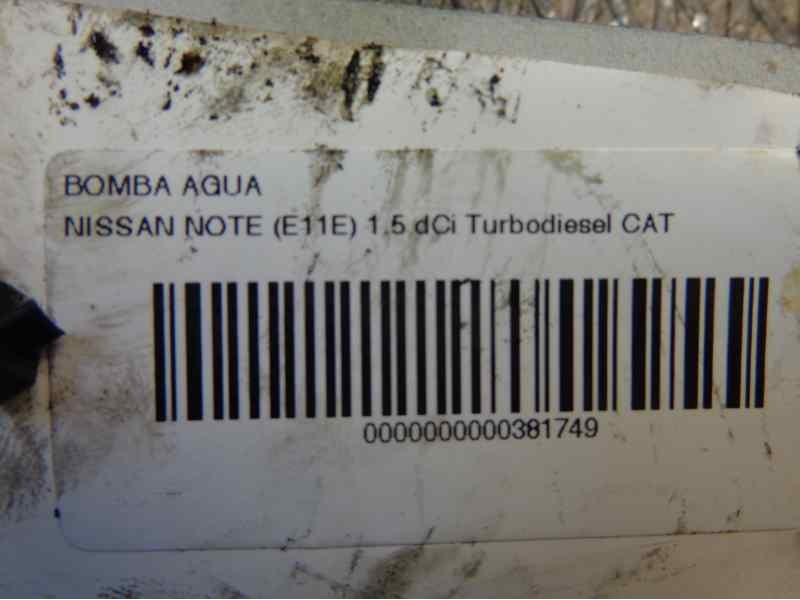 BOMBA AGUA
NISSAN NOTE (E11E) 1.5 dCi Turbodiesel CAT
0000000000381749